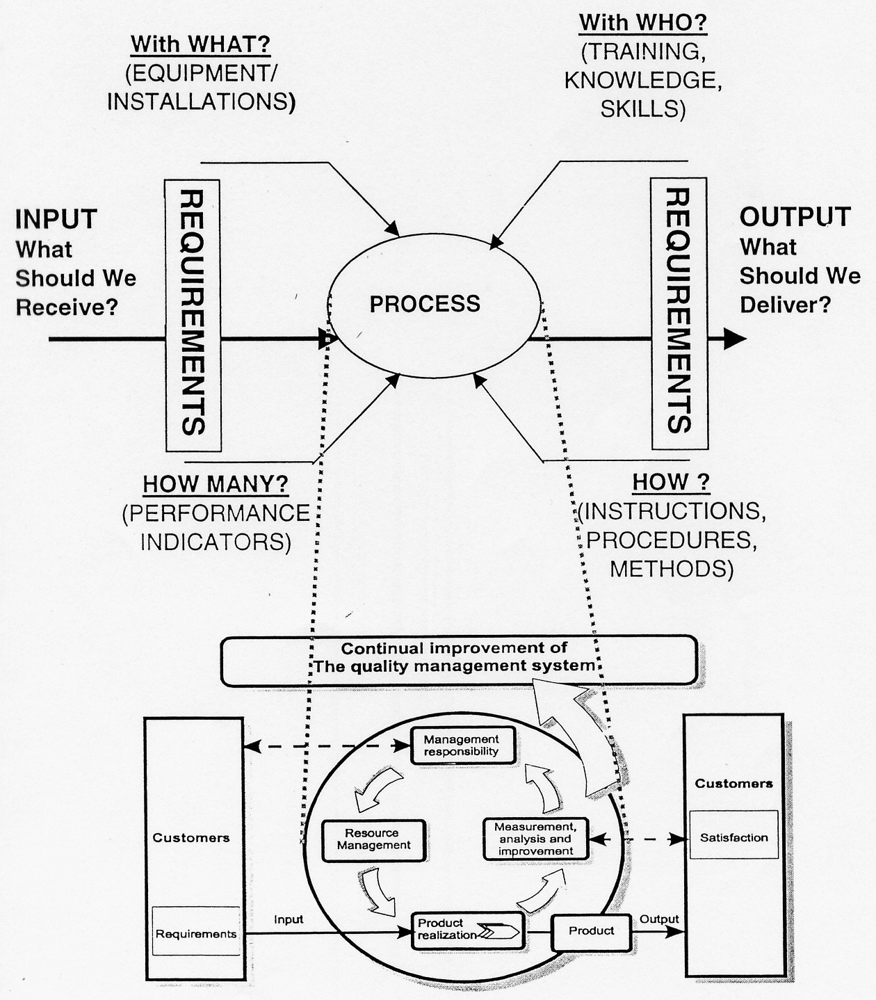 With WHAT?
(EQUIPMENT/
INSTALLATIONS)
With WHO?
(TRAINING,
KNOWLEDGE,
SKILLS)
INPUT
What
Should We
Receive?
REQUIREMENTS
PROCESS
REQUIREMENTS
OUTPUT
What
Should We
Deliver?
HOW MANY?
(PERFORMANCE
INDICATORS)
HOW ?
(INSTRUCTIONS,
PROCEDURES,
METHODS)
Continual improvement of
The quality management system
Management
responsibility
Customers
Resource
Management
Measurement,
analysis and
improvement
Customers
Satisfaction
Requirements
Input
Product
realization
Product
Output